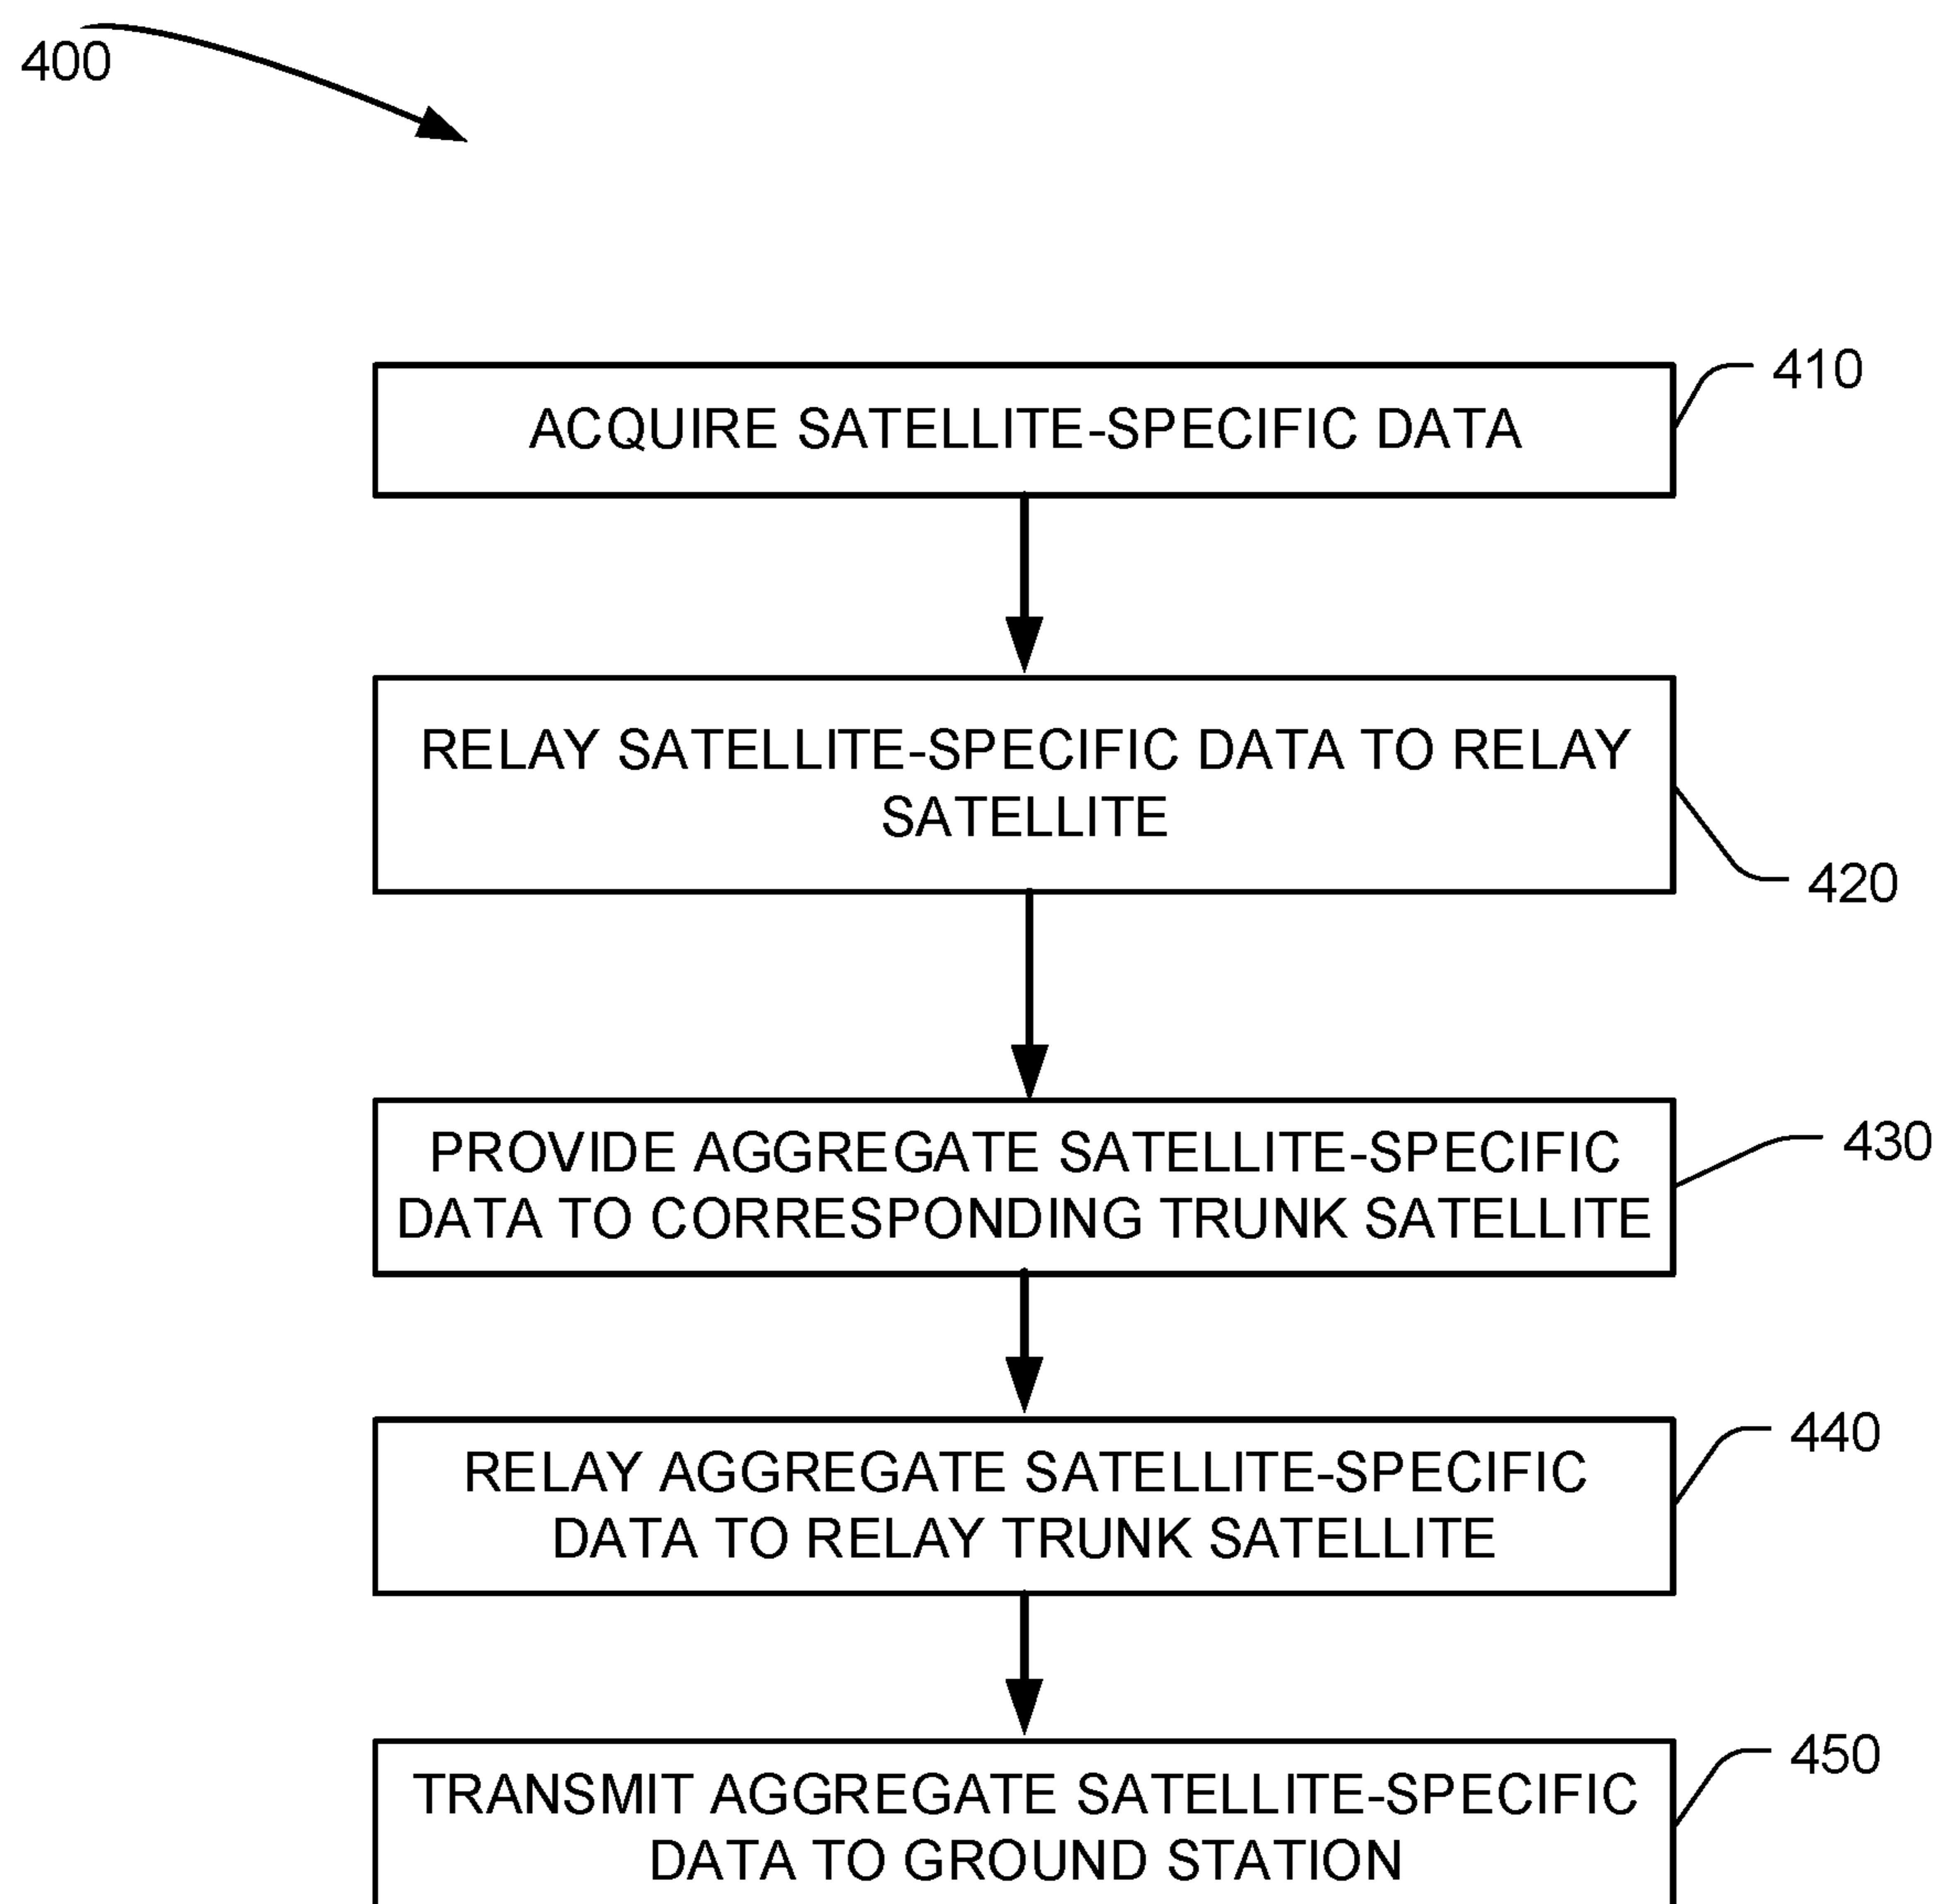 400
410
ACQUIRE SATELLITE-SPECIFIC DATA
RELAY SATELLITE-SPECIFIC DATA TO RELAY
SATELLITE
420
PROVIDE AGGREGATE SATELLITE-SPECIFIC
DATA TO CORRESPONDING TRUNK SATELLITE
430
RELAY AGGREGATE SATELLITE-SPECIFIC
DATA TO RELAY TRUNK SATELLITE
440
TRANSMIT AGGREGATE SATELLITE-SPECIFIC
DATA TO GROUND STATION
450